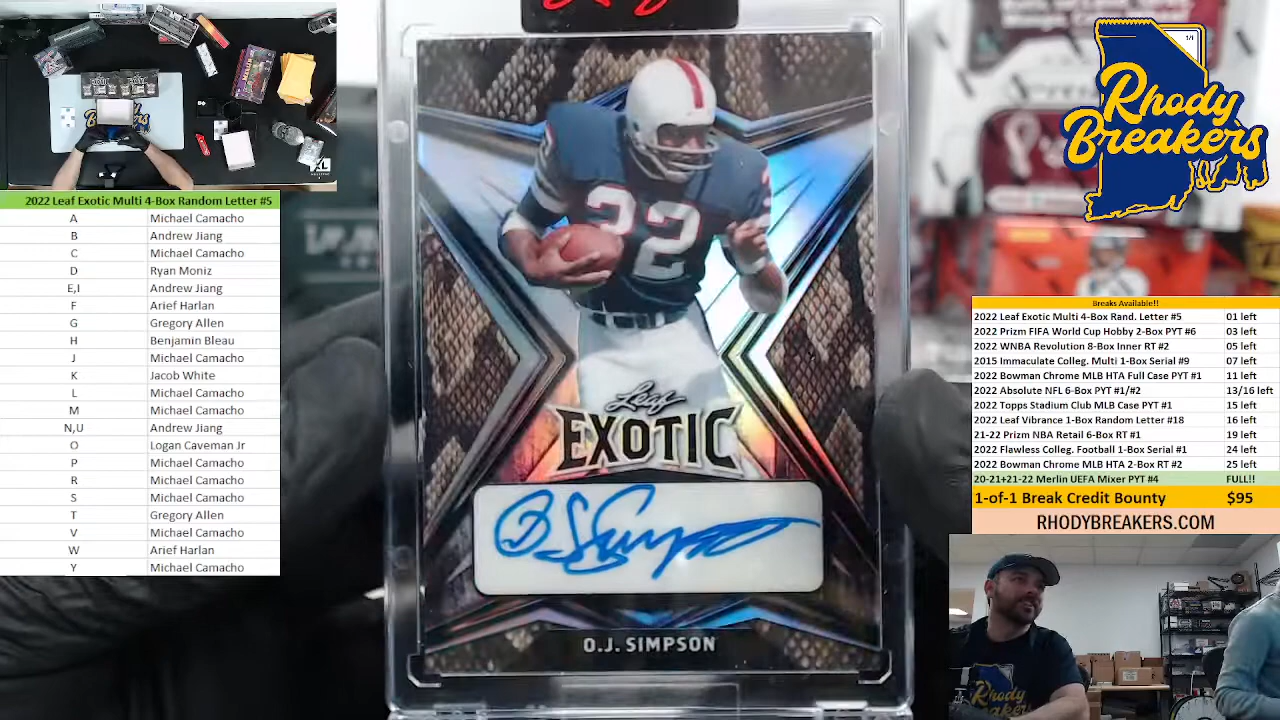 2022 Leaf Exotic Multi 4-Box Random Letter #5
A Michael Camacho
B Andrew Jiang
C Michael Camacho
D Ryan Moniz
E,I Andrew Jiang
F Arief Harlan
G Gregory Allen
H Benjamin Bleau
J Michael Camacho
K Jacob White
L Michael Camacho
M Michael Camacho
N,U Andrew Jiang
O Logan Caveman Jr
P Michael Camacho
R Michael Camacho
S Michael Camacho
T Gregory Allen
V Michael Camacho
W Arief Harlan
Y Michael Camacho
32
Leaf
EXOTIC
O.J. SIMPSON
1/1
Rhody
Breakers
Breaks Available!!
2022 Leaf Exotic Multi 4-Box Rand. Letter #5 01 left
2022 Prizm FIFA World Cup Hobby 2-Box PYT #6 03 left
2022 WNBA Revolution 8-Box Inner RT #2 05 left
2015 Immaculate Colleg. Multi 1-Box Serial #9 07 left
2022 Bowman Chrome MLB HTA Full Case PYT #1 11 left
2022 Absolute NFL 6-Box PYT #1/#2 13/16 left
2022 Topps Stadium Club MLB Case PYT #1 15 left
2022 Leaf Vibrance 1-Box Random Letter #18 16 left
21-22 Prizm NBA Retail 6-Box RT #1 19 left
2022 Flawless Colleg. Football 1-Box Serial #1 24 left
2022 Bowman Chrome MLB HTA 2-Box RT #2 25 left
20-21+21-22 Merlin UEFA Mixer PYT #4 FULL!!
1-of-1 Break Credit Bounty $95
RHODYBREAKERS.COM
Rhody
Breakers